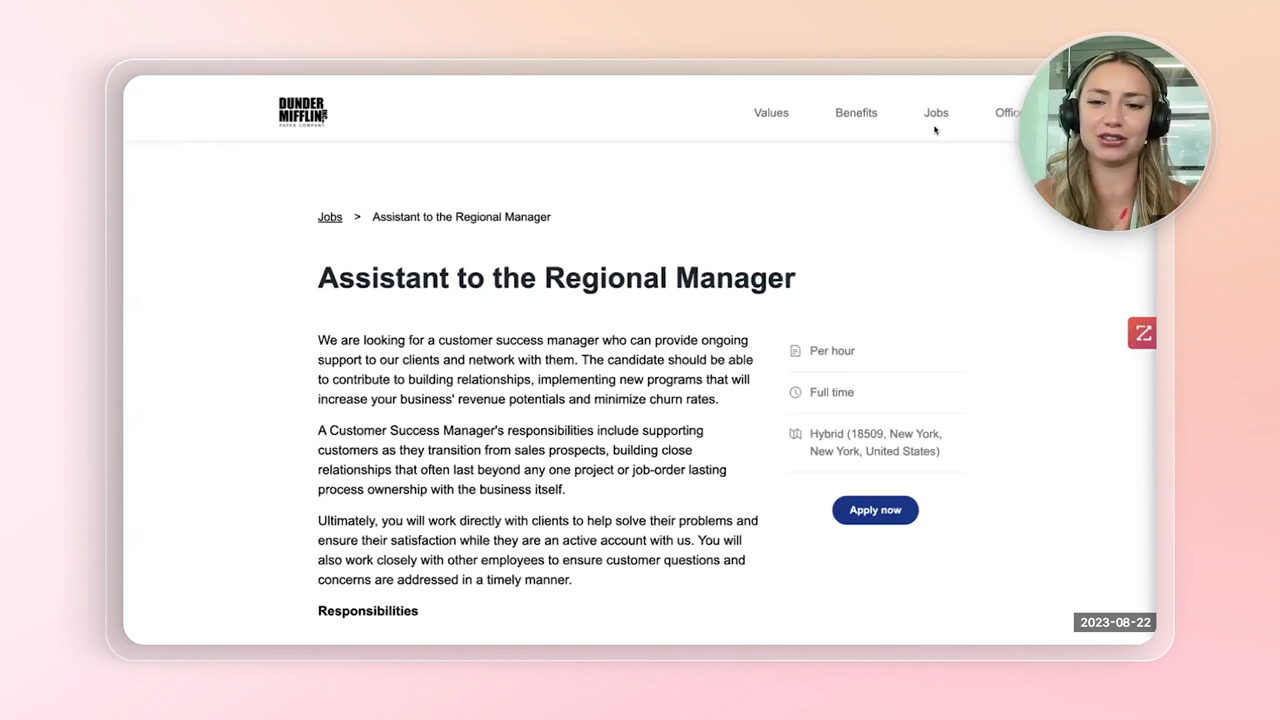 DUNDER
MIFFLIN
PAPER COMPANY
Values
Benefits
Jobs
Offic
Jobs > Assistant to the Regional Manager
Assistant to the Regional Manager
We are looking for a customer success manager who can provide ongoing
support to our clients and network with them. The candidate should be able
to contribute to building relationships, implementing new programs that will
increase your business' revenue potentials and minimize churn rates.
A Customer Success Manager's responsibilities include supporting
customers as they transition from sales prospects, building close
relationships that often last beyond any one project or job-order lasting
process ownership with the business itself.
Ultimately, you will work directly with clients to help solve their problems and
ensure their satisfaction while they are an active account with us. You will
also work closely with other employees to ensure customer questions and
concerns are addressed in a timely manner.
Responsibilities
Per hour
Full time
Hybrid (18509, New York,
New York, United States)
Apply now
2023-08-22